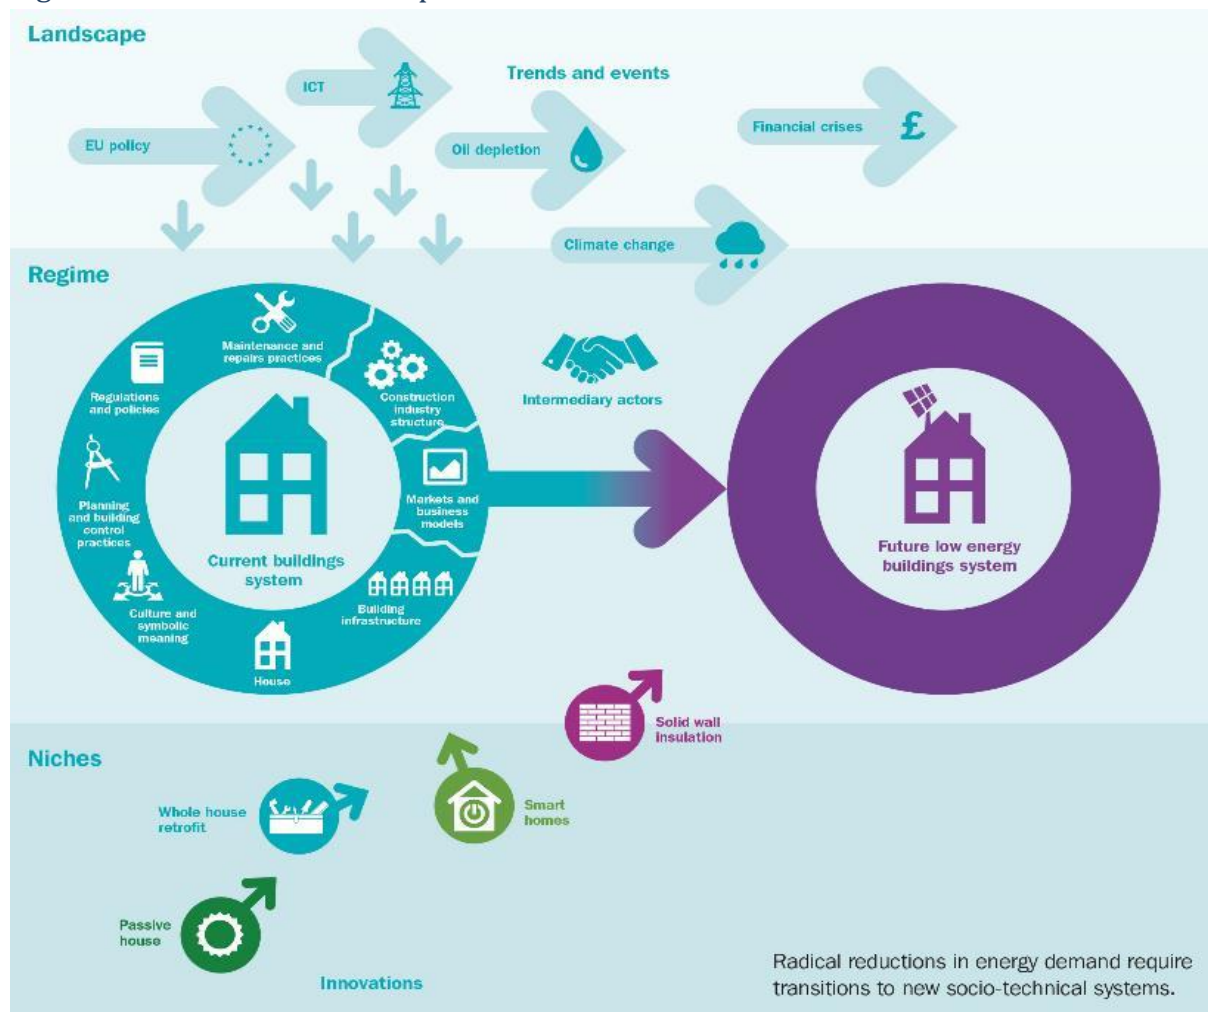 Landscape
Trends and events
ICT
EU policy
Oil depletion
Financial crises
£
Climate change
Regime
Maintenance and
repairs practices
Regulations
and policies
Construction
industry
structure
Planning
and building
control
practices
Markets and
business
models
Culture and
symbolic
meaning
Building
infrastructure
House
Current buildings
system
Intermediary actors
Future low energy
buildings system
Solid wall
insulation
Niches
Whole house
retrofit
Smart
homes
Passive
house
Innovations
Radical reductions in energy demand require
transitions to new socio-technical systems.